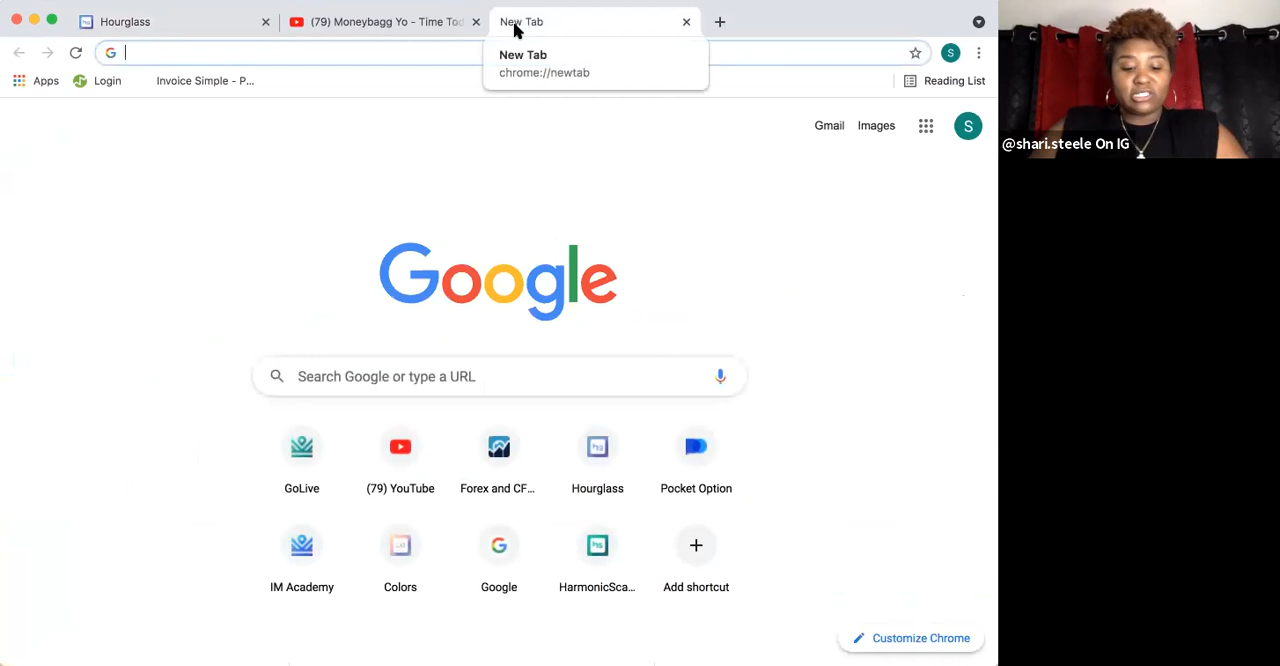 Hourglass
(79) Moneybagg Yo - Time Tod
New Tab
New Tab
chrome://newtab
Apps
Login
Invoice Simple - P...
Reading List
Gmail
Images
S
S
@shari.steele On IG
Google
Search Google or type a URL
GoLive
(79) YouTube
Forex and CF...
Hourglass
Pocket Option
IM Academy
Colors
Google
HarmonicSca...
Add shortcut
Customize Chrome